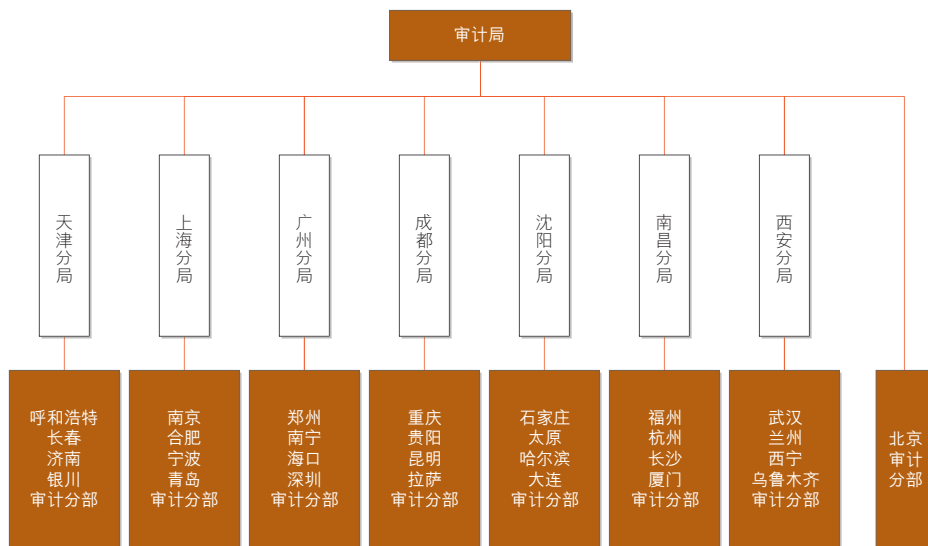 审计局
天津分局
上海分局
广州分局
成都分局
沈阳分局
南昌分局
西安分局
呼和浩特
长春
济南
银川
审计分部
南京
合肥
宁波
青岛
审计分部
郑州
南宁
海口
深圳
审计分部
重庆
贵阳
昆明
拉萨
审计分部
石家庄
太原
哈尔滨
大连
审计分部
福州
杭州
长沙
厦门
审计分部
武汉
兰州
西宁
乌鲁木齐
审计分部
北京
审计
分部